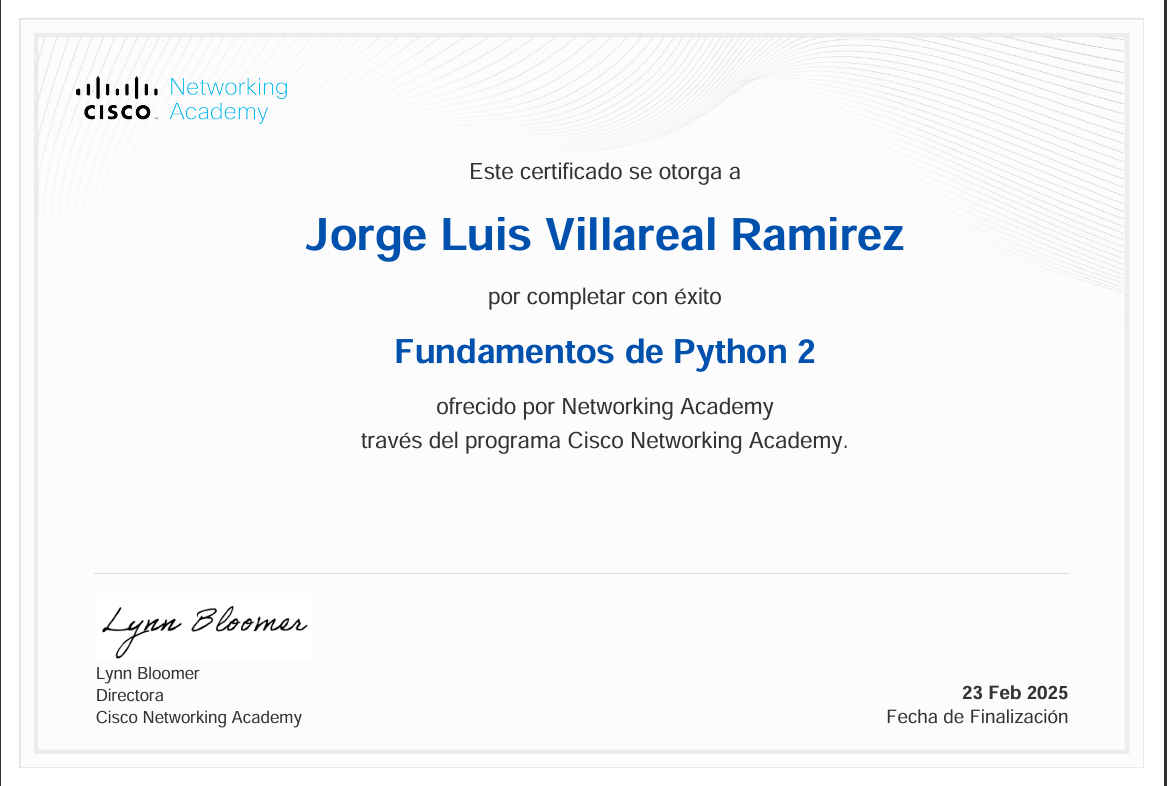 Networking
CISCO Academy
Este certificado se otorga a
Jorge Luis Villareal Ramirez
por completar con éxito
Fundamentos de Python 2
ofrecido por Networking Academy
través del programa Cisco Networking Academy.
Lynn Bloomer
Lynn Bloomer
Directora
Cisco Networking Academy
23 Feb 2025
Fecha de Finalización